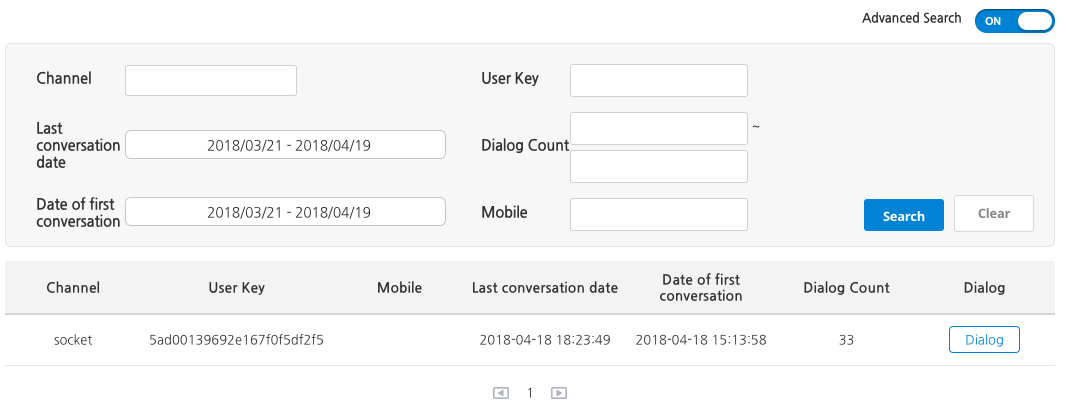 Advanced Search ON
Channel
User Key
Last
conversation
date
2018/03/21 - 2018/04/19
Dialog Count
~
Date of first
conversation
2018/03/21 - 2018/04/19
Mobile
Search
Clear
Channel User Key Mobile Last conversation date Date of first conversation Dialog Count Dialog
socket 5ad00139692e167f0f5df2f5 2018-04-18 18:23:49 2018-04-18 15:13:58 33 Dialog
1